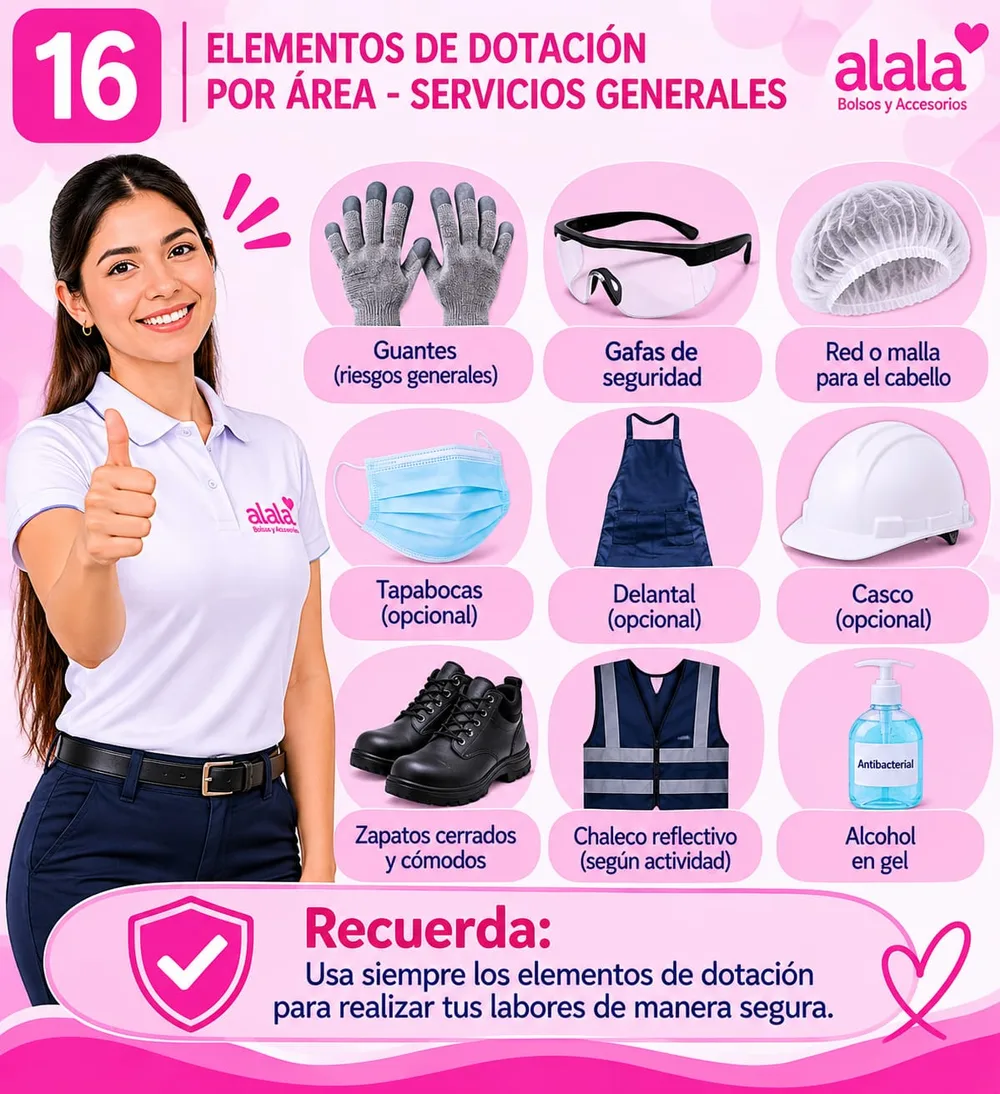 16
ELEMENTOS DE DOTACIÓN
POR ÁREA - SERVICIOS GENERALES
alala
Bolsos y Accesorios
alala
Bolsos y Accesorios
Guantes
(riesgos generales)
Gafas de
seguridad
Red o malla
para el cabello
Tapabocas
(opcional)
Delantal
(opcional)
Casco
(opcional)
Antibacterial
Zapatos cerrados
y cómodos
Chaleco reflectivo
(según actividad)
Alcohol
en gel
Recuerda:
Usa siempre los elementos de dotación
para realizar tus labores de manera segura.